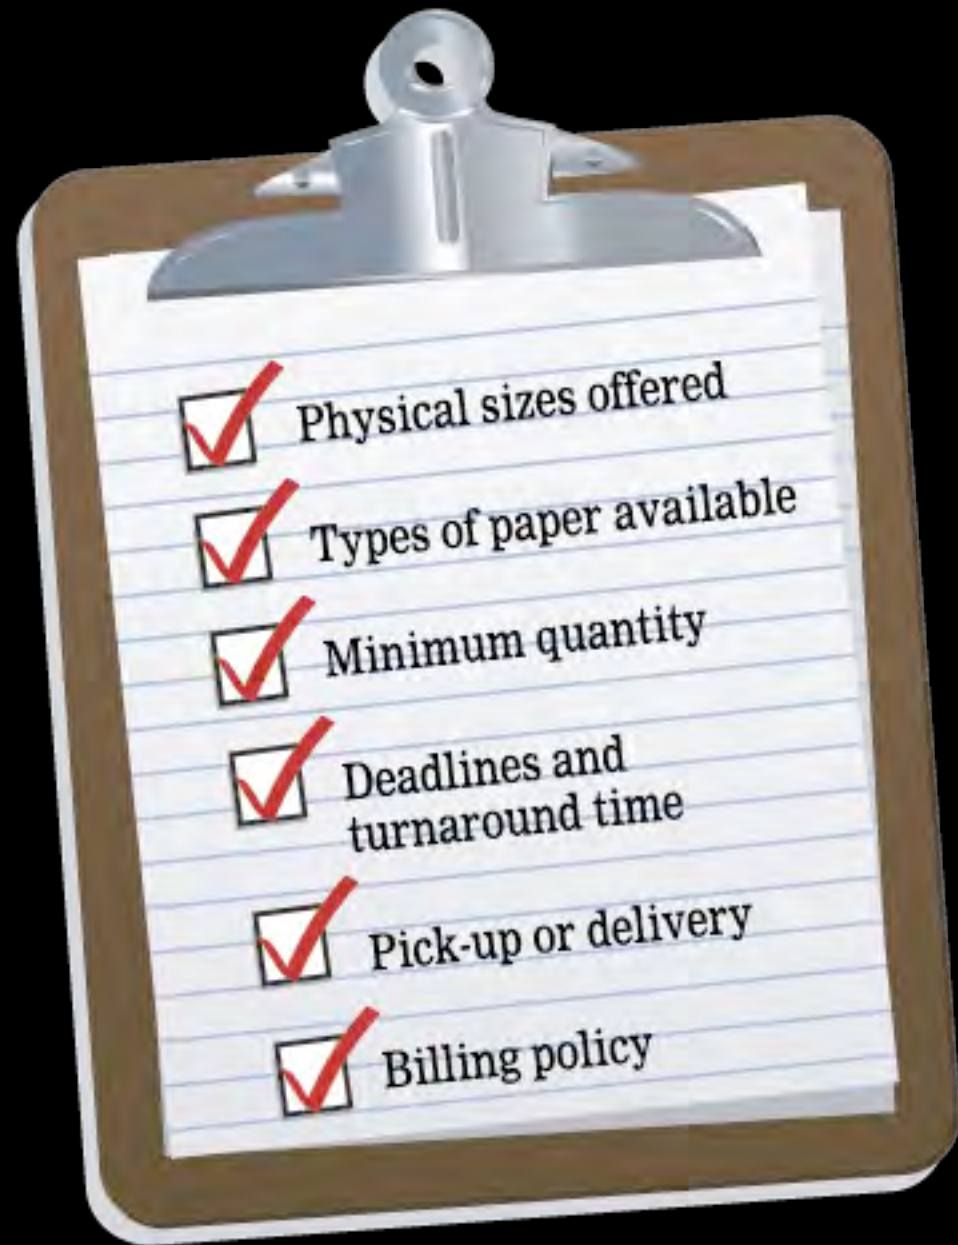 Physical sizes offered
Types of paper available
Minimum quantity
Deadlines and
turnaround time
Pick-up or delivery
Billing policy